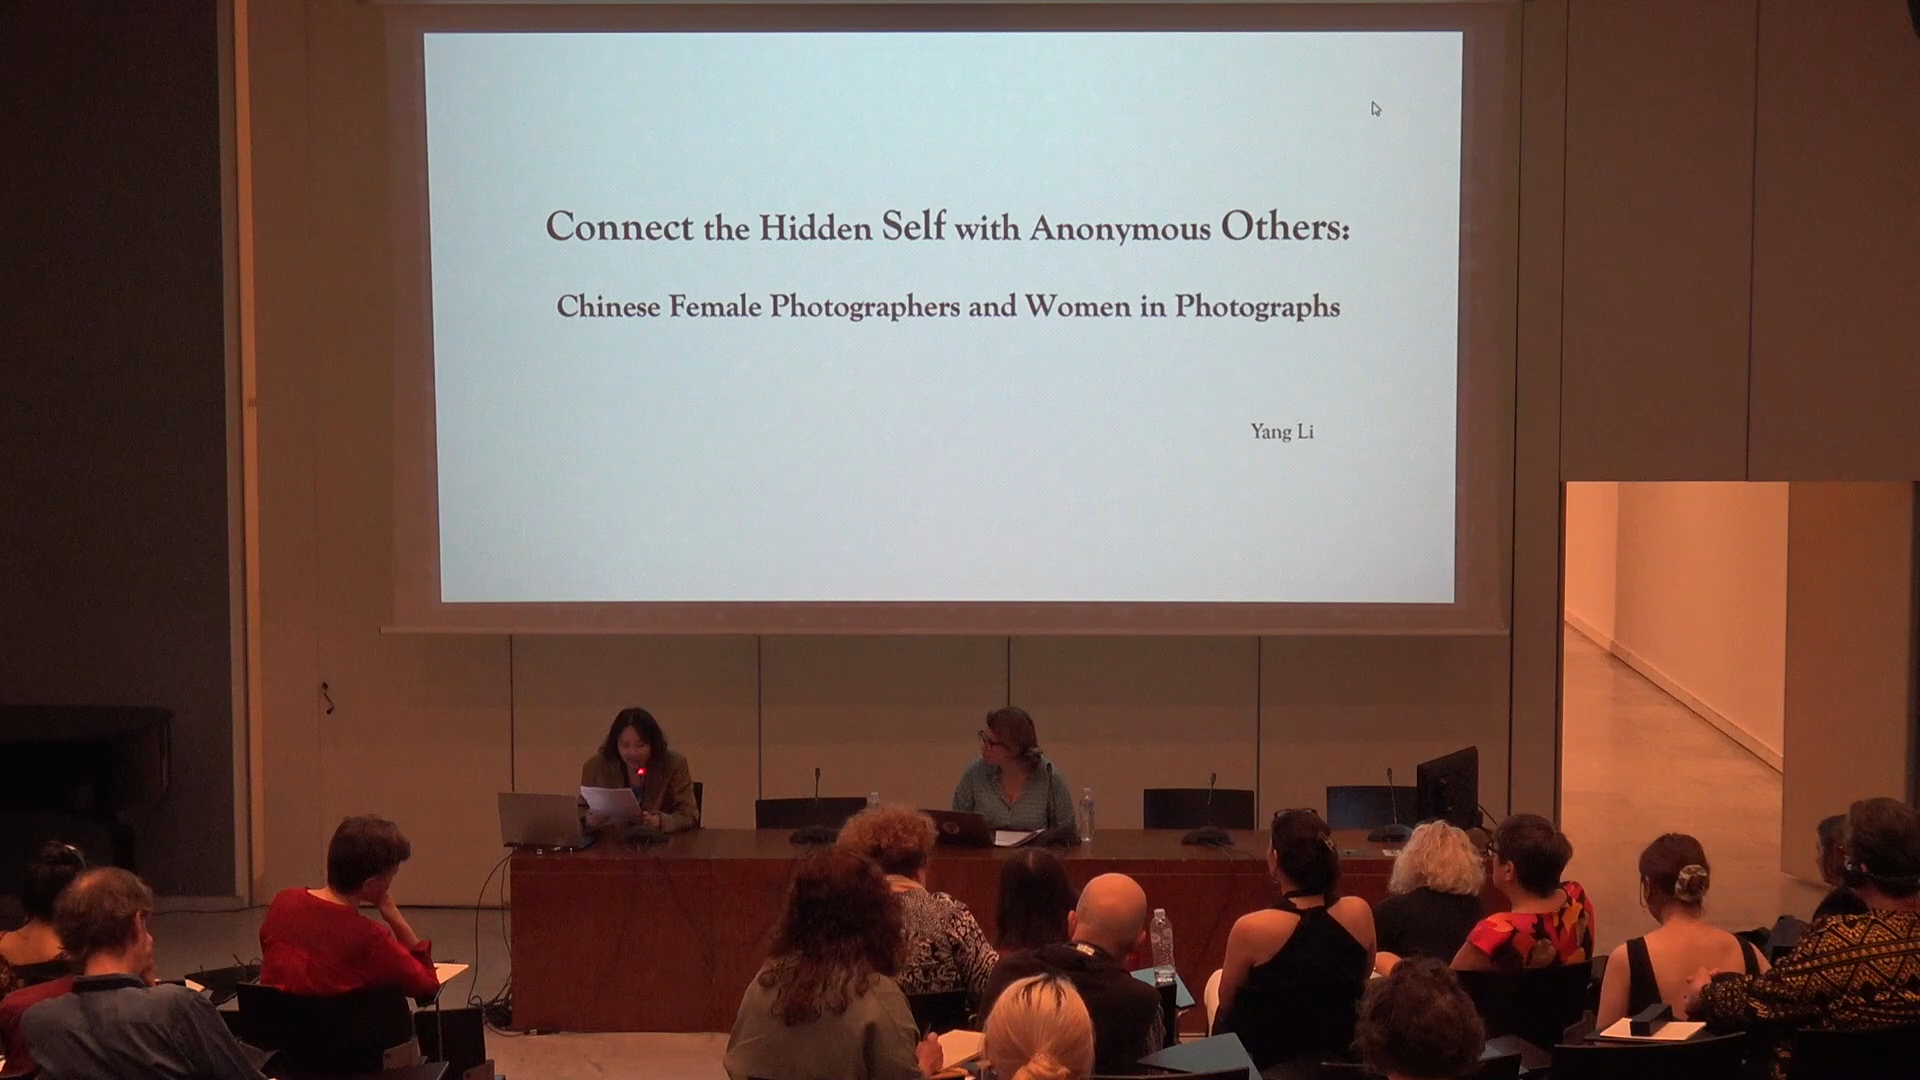 Connect the Hidden Self with Anonymous Others:
Chinese Female Photographers and Women in Photographs
Yang Li